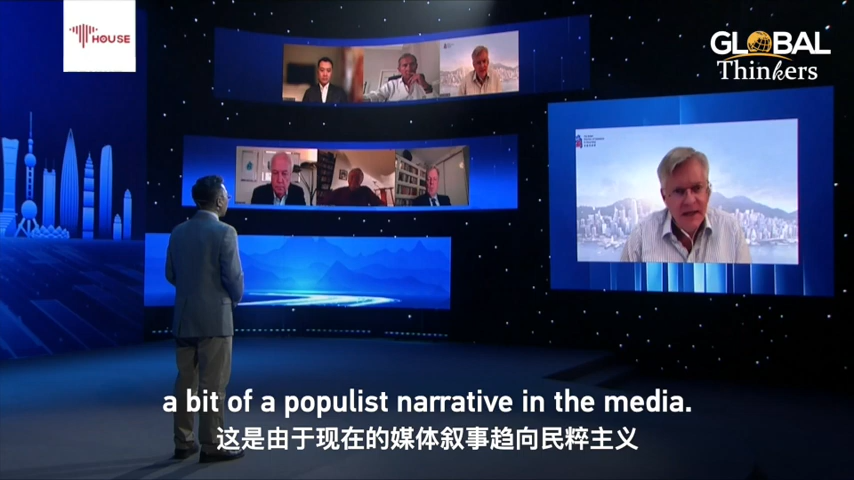 HOUSE
GLOBAL
Thinkers
a bit of a populist narrative in the media.
这是由于现在的媒体叙事趋向民粹主义